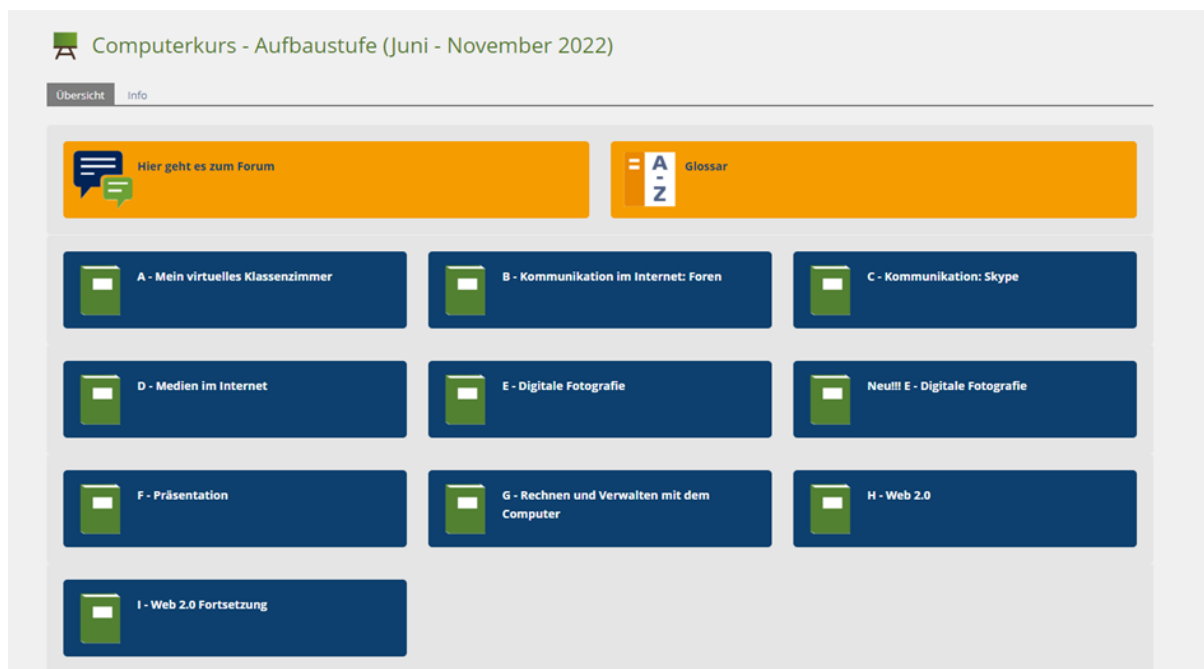 Computerkurs - Aufbaustufe (Juni - November 2022)
Übersicht Info
Hier geht es zum Forum
A
-
Z
Glossar
A - Mein virtuelles Klassenzimmer
B - Kommunikation im Internet: Foren
C - Kommunikation: Skype
D - Medien im Internet
E - Digitale Fotografie
Neu!!! E - Digitale Fotografie
F - Präsentation
G - Rechnen und Verwalten mit dem
Computer
H - Web 2.0
I - Web 2.0 Fortsetzung